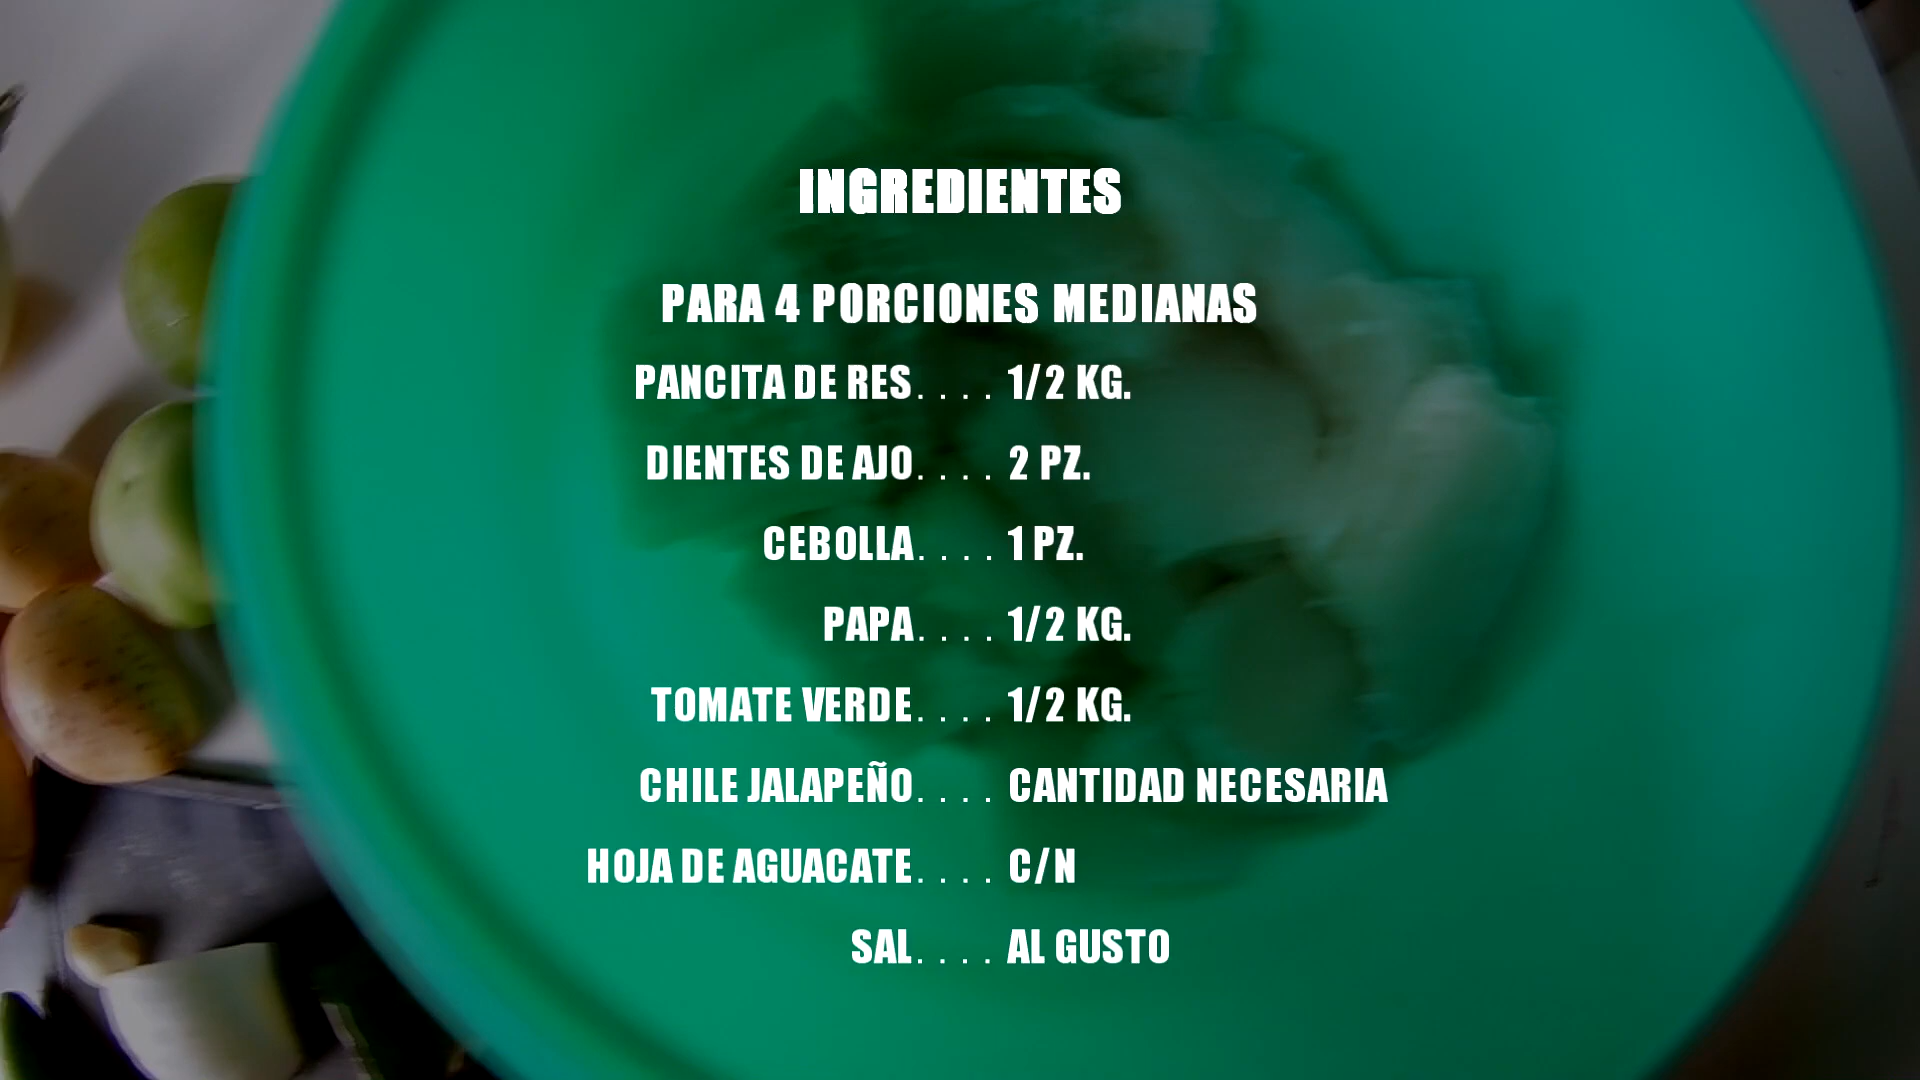 INGREDIENTES
PARA 4 PORCIONES MEDIANAS
PANCITA DE RES. . . . 1/2 KG.
DIENTES DE AJO. . . . 2 PZ.
CEBOLLA. . . . 1 PZ.
PAPA. . . . 1/2 KG.
TOMATE VERDE. . . . 1/2 KG.
CHILE JALAPEÑO. . . . CANTIDAD NECESARIA
HOJA DE AGUACATE. . . . C/N
SAL. . . . AL GUSTO